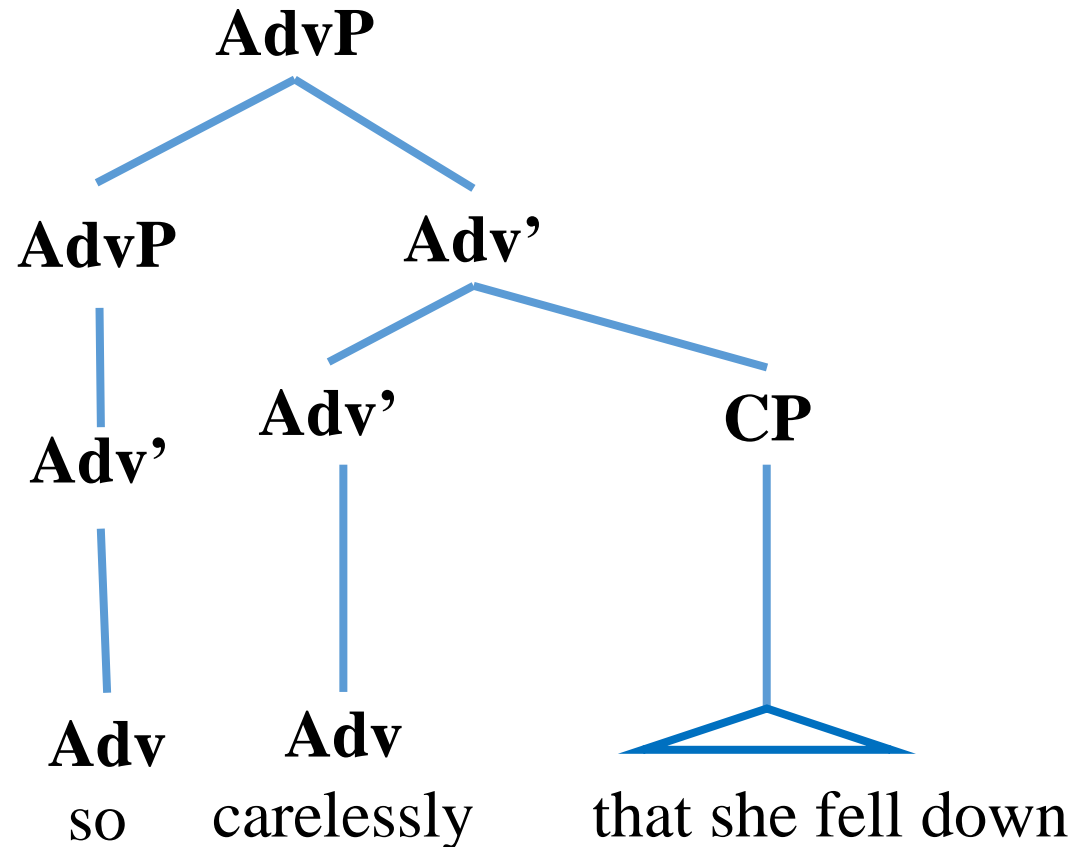 AdvP
AdvP Adv’
Adv’ CP
Adv’
Adv Adv
so carelessly that she fell down